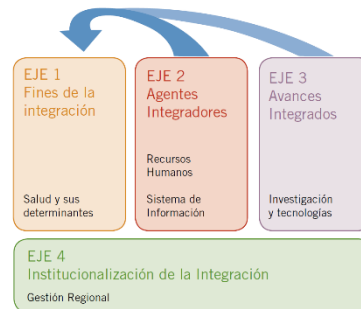 EJE 1
Fines de la
integración
Salud y sus
determinantes
EJE 2
Agentes
Integradores
Recursos
Humanos
Sistema de
Información
EJE 3
Avances
Integrados
Investigación
y tecnologías
EJE 4
Institucionalización de la Integración
Gestión Regional